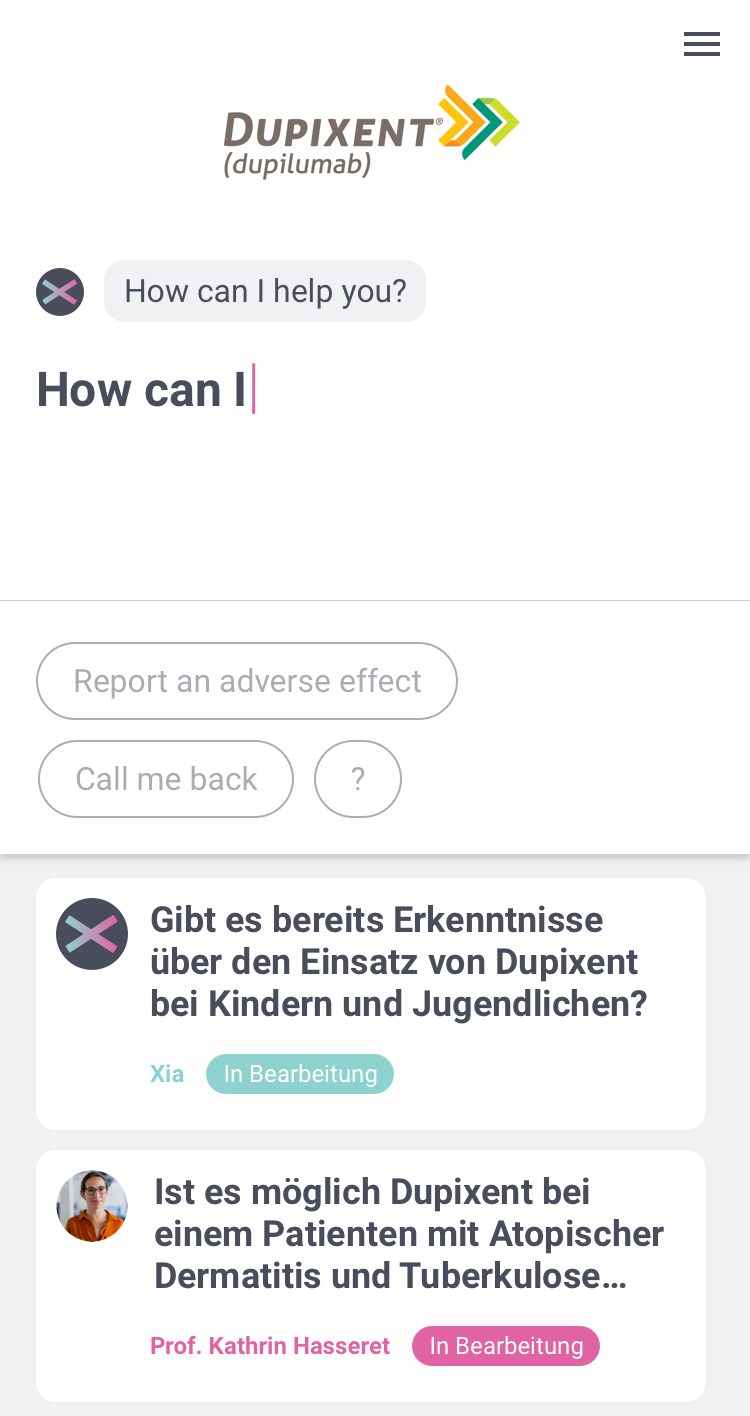 DUPIXENT®
(dupilumab)
How can I help you?
How can I
Report an adverse effect
Call me back
?
Gibt es bereits Erkenntnisse
über den Einsatz von Dupixent
bei Kindern und Jugendlichen?
Xia
In Bearbeitung
Ist es möglich Dupixent bei
einem Patienten mit Atopischer
Dermatitis und Tuberkulose…
Prof. Kathrin Hasseret
In Bearbeitung